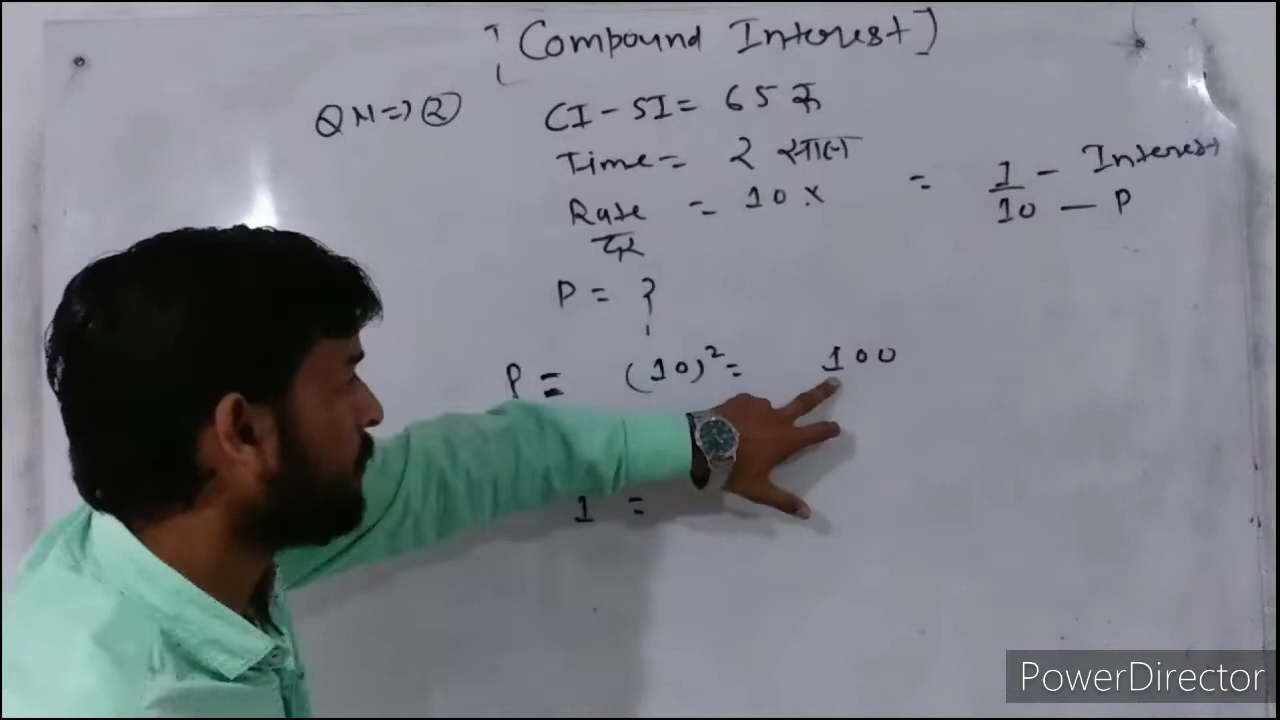 [Compound Interest]
QN=> ②
CI - SI = 65 रू
Time = 2 साल
Rate = 10 % = 1/10 - Interest - P
दर
P = ?
P = (10)² = 100
1 =
PowerDirector